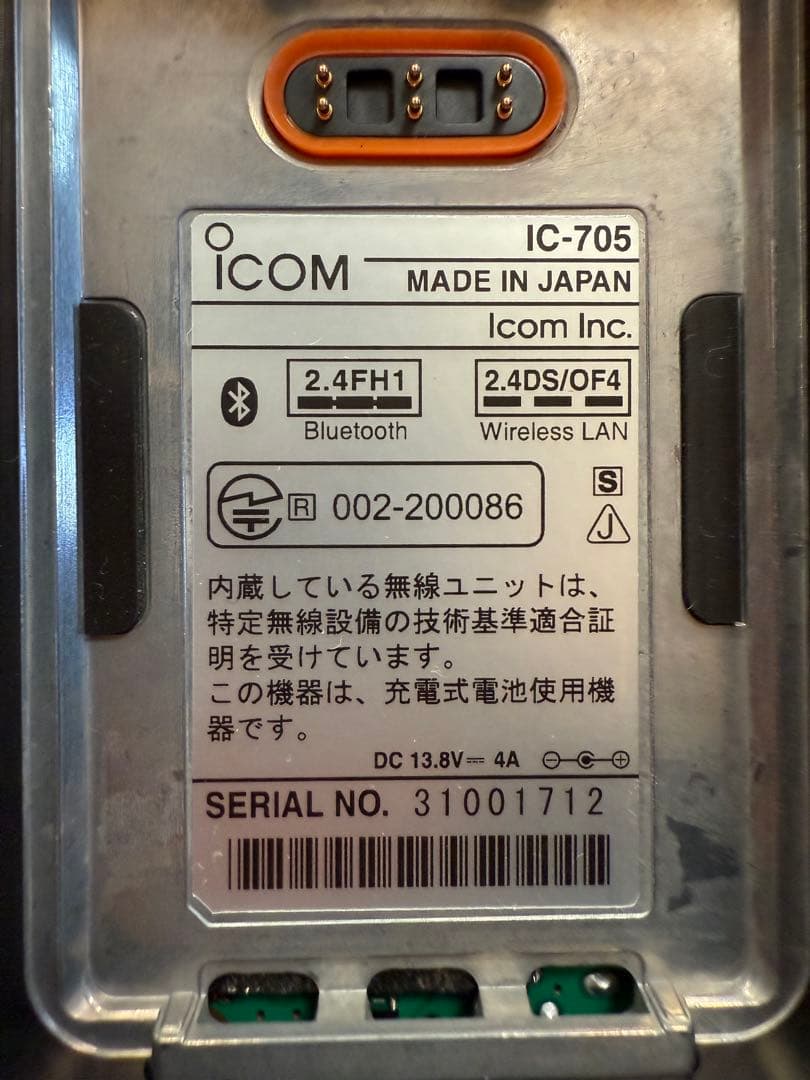 ICOM IC-705
MADE IN JAPAN
Icom Inc.
2.4FH1 2.4DS/OF4
Bluetooth Wireless LAN
R 002-200086 S
J
内蔵している無線ユニットは、
特定無線設備の技術基準適合証
明を受けています。
この機器は、充電式電池使用機
器です。
DC 13.8V⎓ 4A
SERIAL NO. 31001712